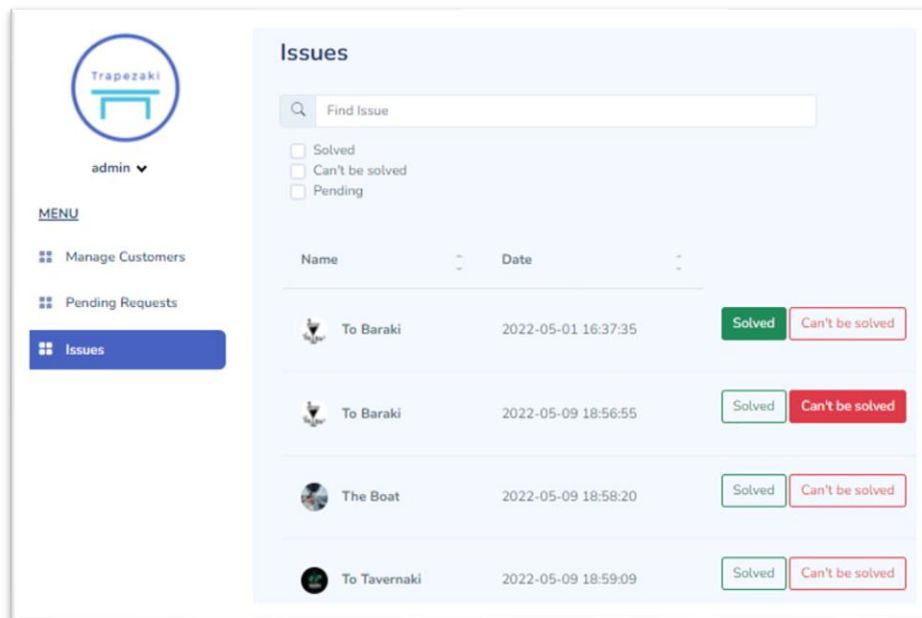 Trapezaki
admin
MENU
Manage Customers
Pending Requests
Issues
Issues
Find Issue
Solved
Can't be solved
Pending
Name Date
To Baraki 2022-05-01 16:37:35 Solved Can't be solved
To Baraki 2022-05-09 18:56:55 Solved Can't be solved
The Boat 2022-05-09 18:58:20 Solved Can't be solved
To Tavernaki 2022-05-09 18:59:09 Solved Can't be solved